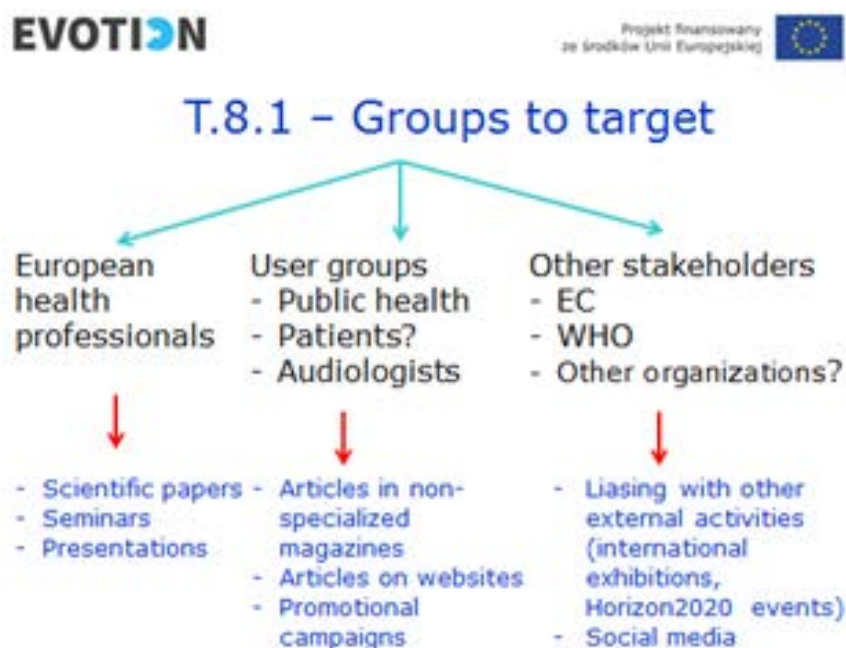 EVOTION
Projekt finansowany
ze środków Unii Europejskiej
T.8.1 – Groups to target
European
health
professionals
User groups
- Public health
- Patients?
- Audiologists
Other stakeholders
- EC
- WHO
- Other organizations?
- Scientific papers
- Seminars
- Presentations
- Articles in non-
specialized
magazines
- Articles on websites
- Promotional
campaigns
- Liasing with other
external activities
(international
exhibitions,
Horizon2020 events)
- Social media